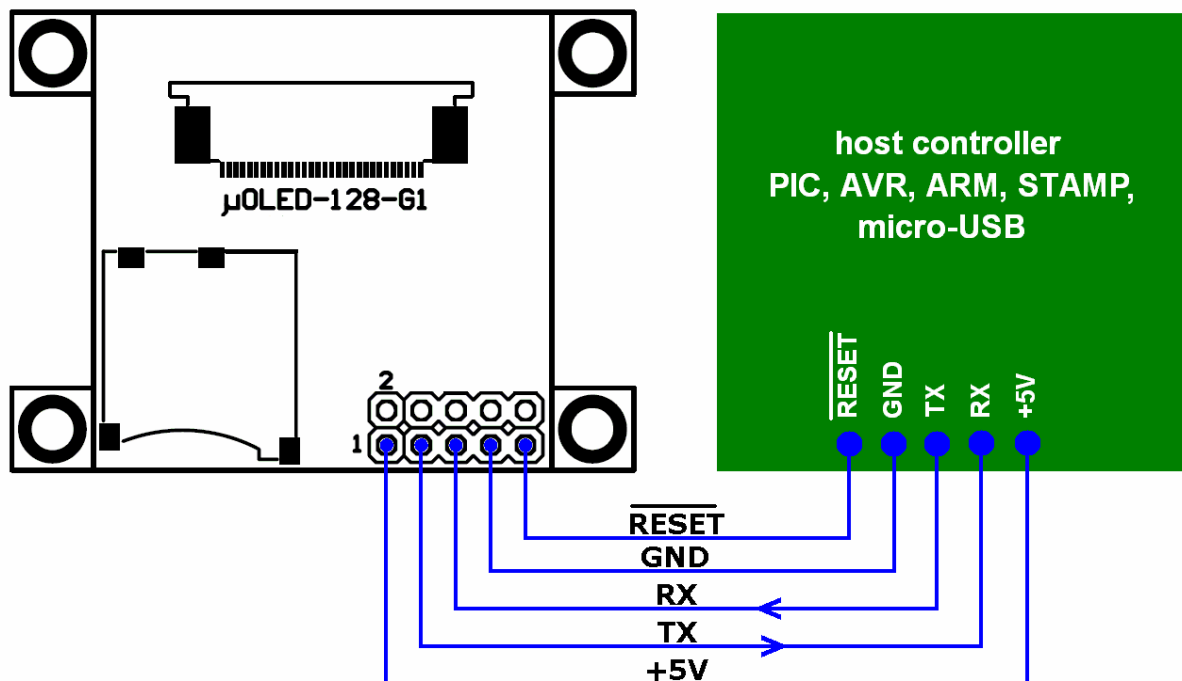 µOLED-128-G1
host controller
PIC, AVR, ARM, STAMP,
micro-USB
2
1
RESET
GND
TX
RX
+5V
RESET
GND
RX
TX
+5V